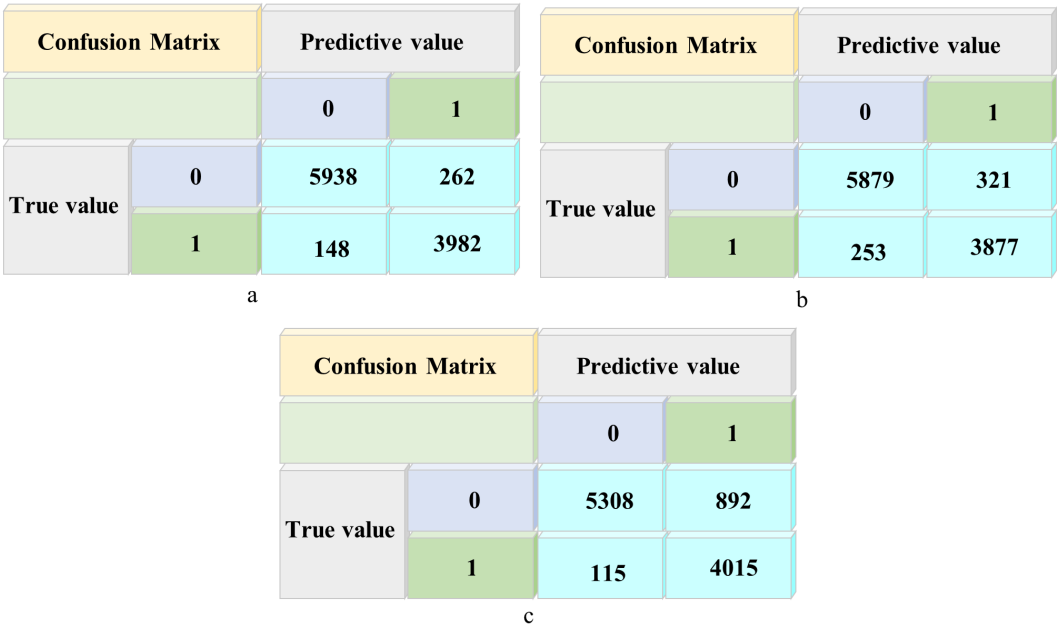 Confusion Matrix Predictive value
0 1
True value 0 5938 262
1 148 3982
a
Confusion Matrix Predictive value
0 1
True value 0 5879 321
1 253 3877
b
Confusion Matrix Predictive value
0 1
True value 0 5308 892
1 115 4015
c